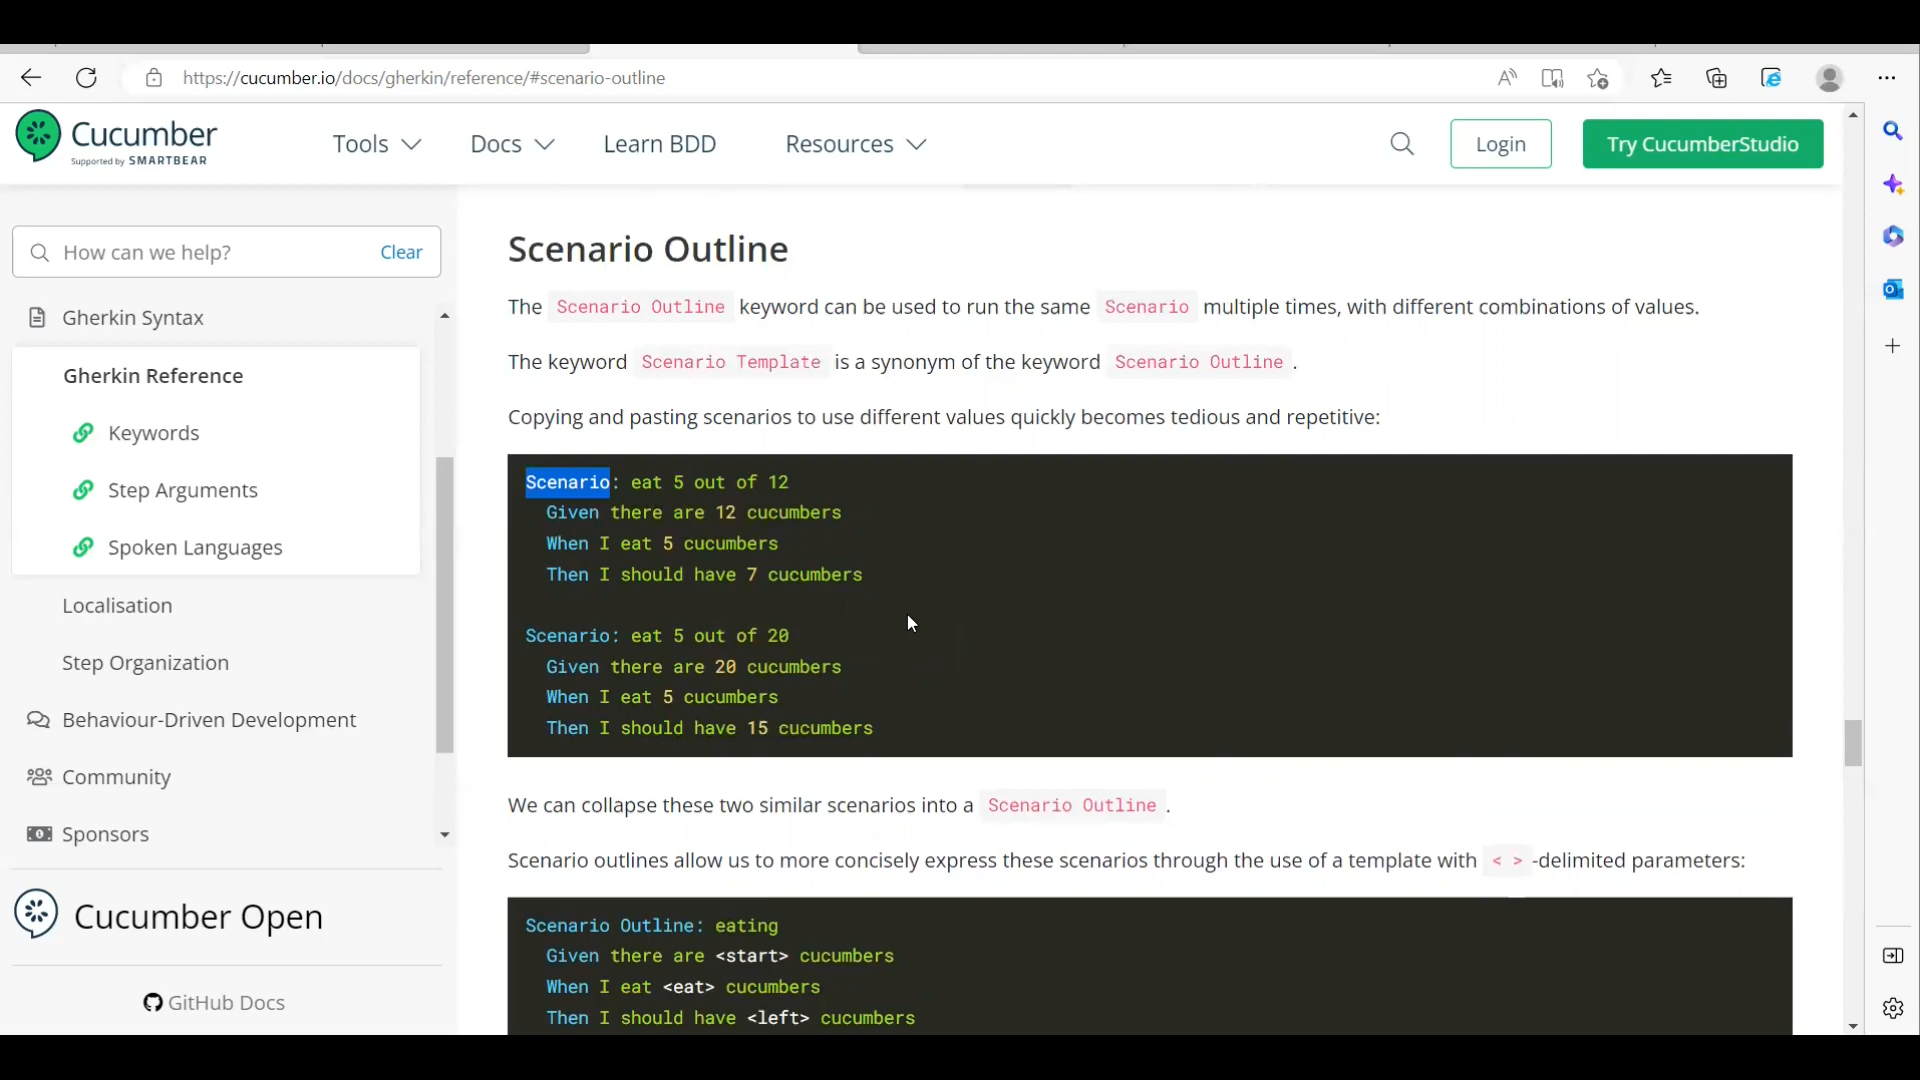 https://cucumber.io/docs/gherkin/reference/#scenario-outline
Cucumber
Supported by SMARTBEAR
Tools
Docs
Learn BDD
Resources
Login
Try CucumberStudio
How can we help?
Clear
Gherkin Syntax
Gherkin Reference
Keywords
Step Arguments
Spoken Languages
Localisation
Step Organization
Behaviour-Driven Development
Community
Sponsors
Cucumber Open
GitHub Docs
Scenario Outline
The Scenario Outline keyword can be used to run the same Scenario multiple times, with different combinations of values.
The keyword Scenario Template is a synonym of the keyword Scenario Outline .
Copying and pasting scenarios to use different values quickly becomes tedious and repetitive:
Scenario: eat 5 out of 12
Given there are 12 cucumbers
When I eat 5 cucumbers
Then I should have 7 cucumbers
Scenario: eat 5 out of 20
Given there are 20 cucumbers
When I eat 5 cucumbers
Then I should have 15 cucumbers
We can collapse these two similar scenarios into a Scenario Outline .
Scenario outlines allow us to more concisely express these scenarios through the use of a template with < > -delimited parameters:
Scenario Outline: eating
Given there are <start> cucumbers
When I eat <eat> cucumbers
Then I should have <left> cucumbers